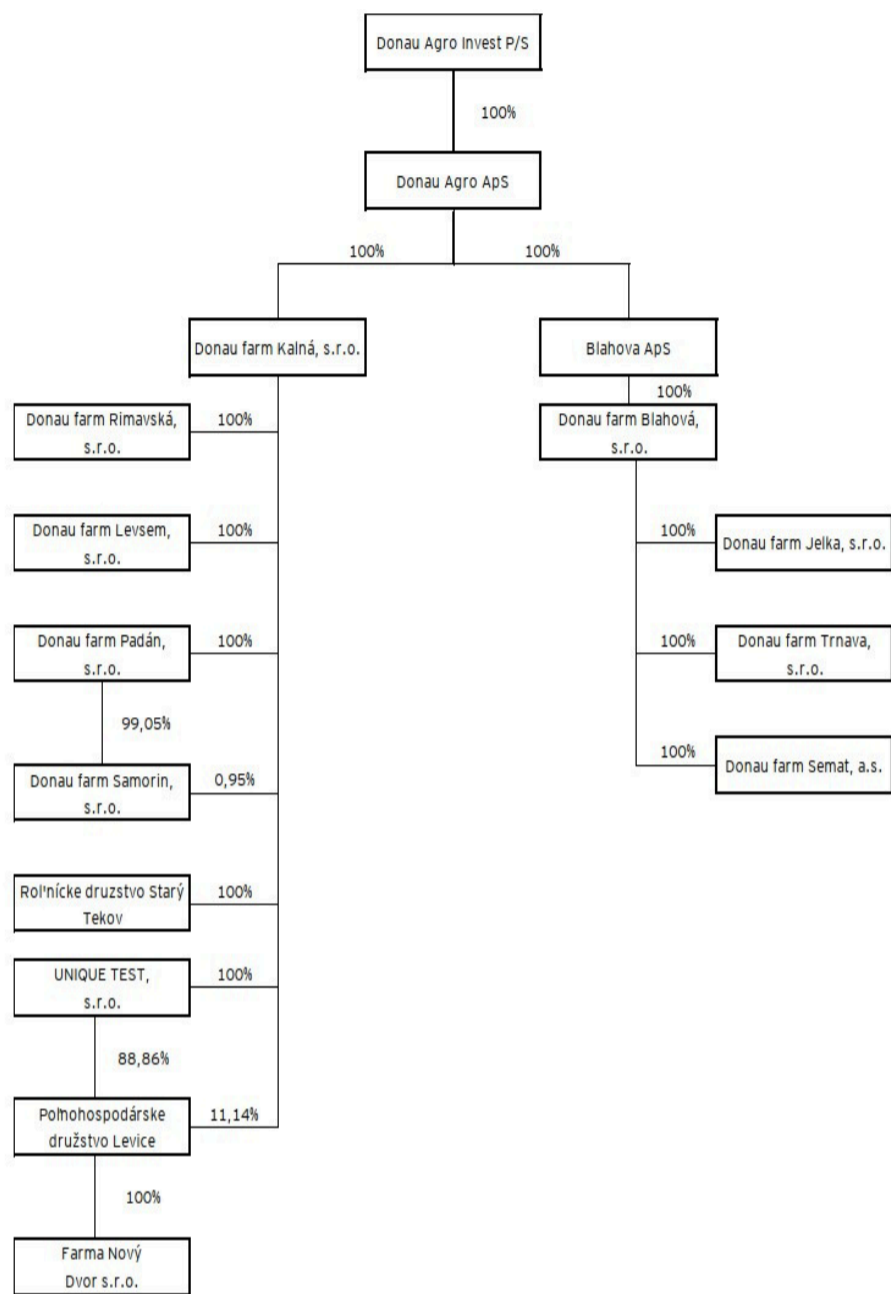 Donau Agro Invest P/S
100%
Donau Agro ApS
100%
100%
Donau farm Kalná, s.r.o.
Blahova ApS
100%
Donau farm Rimavská,
s.r.o.
100%
Donau farm Blahová,
s.r.o.
Donau farm Levsem,
s.r.o.
100%
100%
Donau farm Jelka, s.r.o.
Donau farm Padán,
s.r.o.
100%
100%
Donau farm Trnava,
s.r.o.
99,05%
Donau farm Samorin,
s.r.o.
0,95%
100%
Donau farm Semat, a.s.
Rol'nícke druzstvo Starý
Tekov
100%
UNIQUE TEST,
s.r.o.
100%
88,86%
Poľnohospodárske
družstvo Levice
11,14%
100%
Farma Nový
Dvor s.r.o.